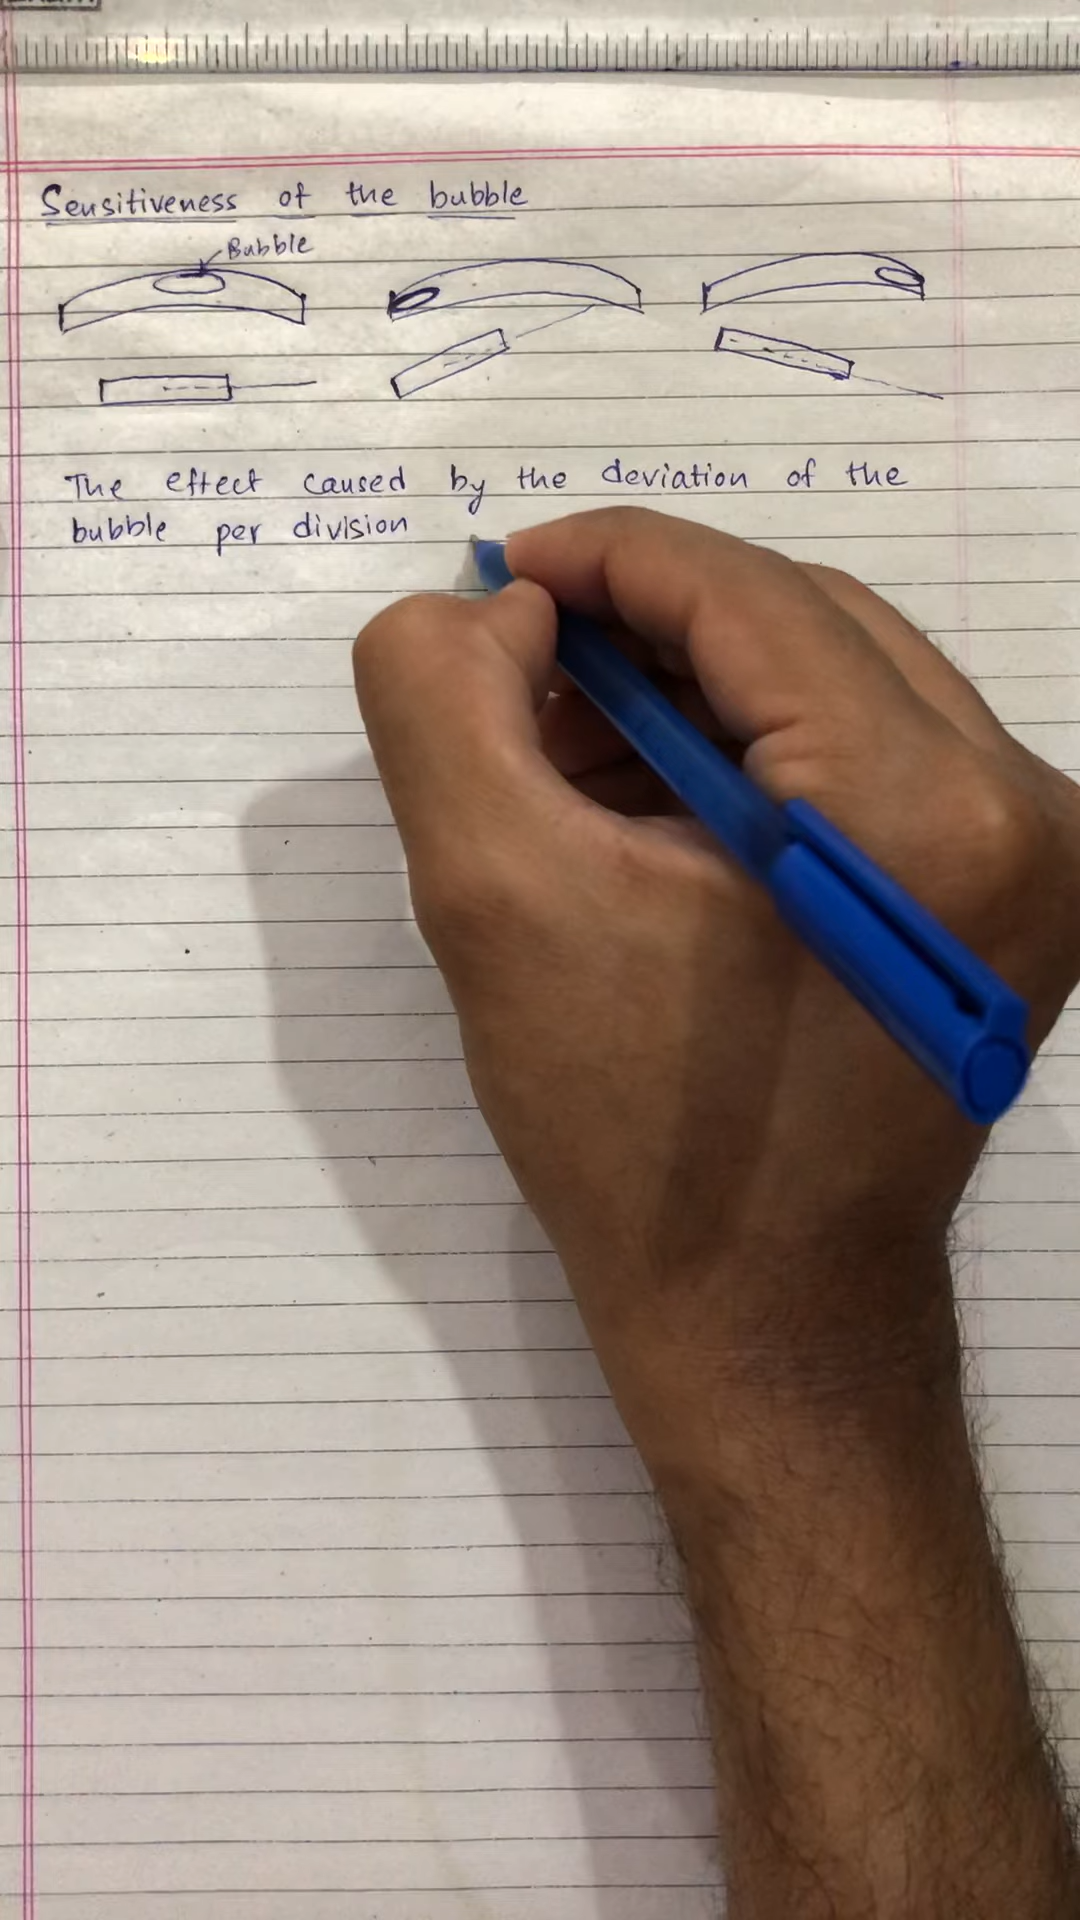 Sensitiveness of the bubble
Bubble
The effect caused by the deviation of the
bubble per division